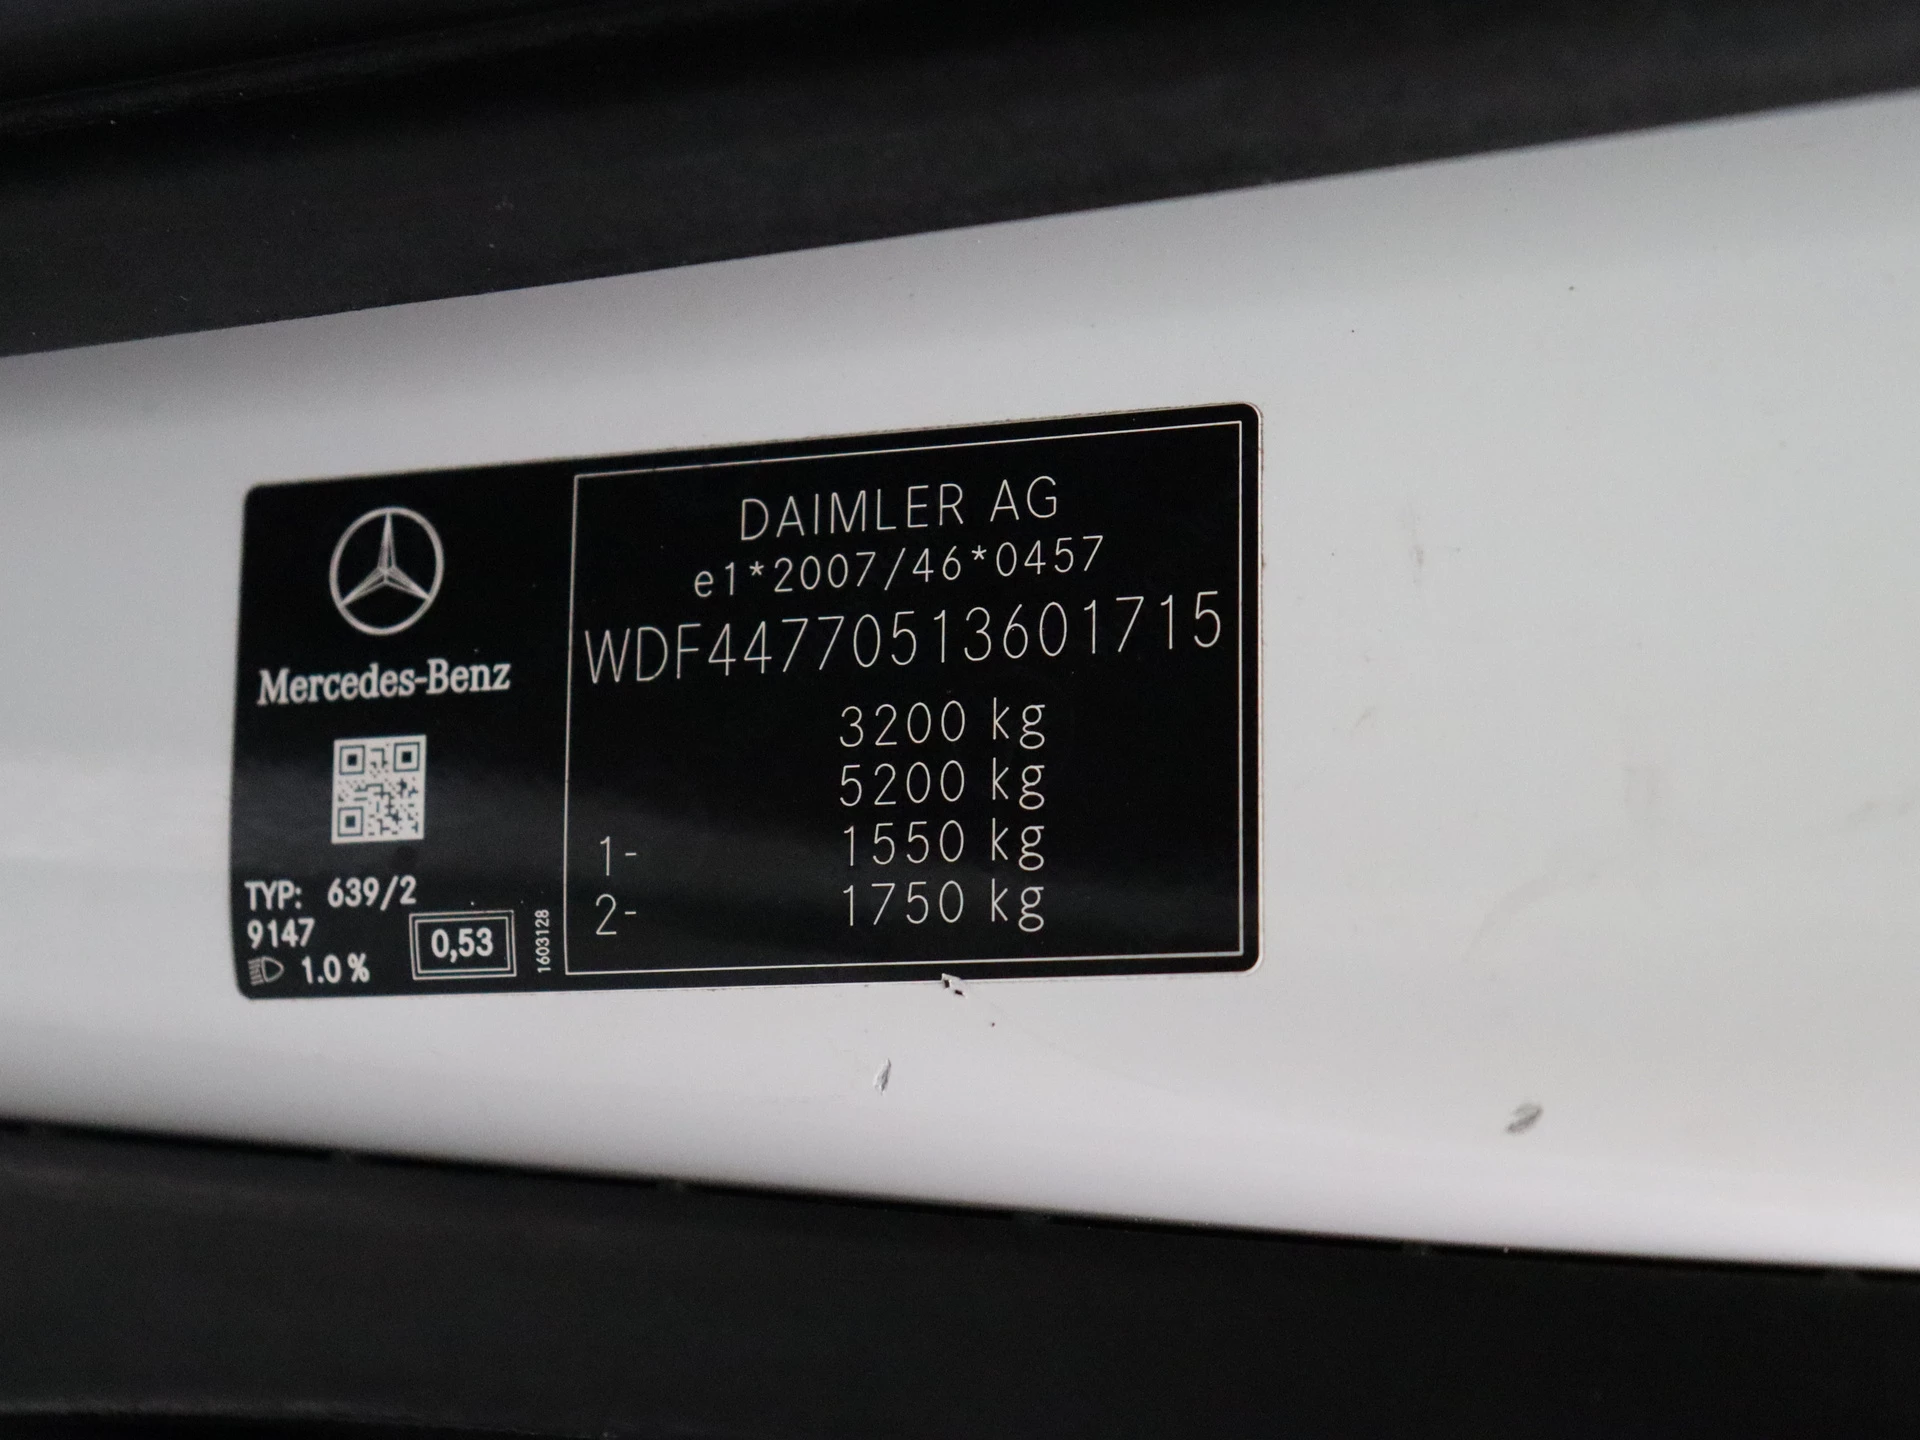 Mercedes-Benz
TYP: 639/2
9147
1.0 %
0,53
1603128
DAIMLER AG
e1*2007/46*0457
WDF44770513601715
3200 kg
5200 kg
1- 1550 kg
2- 1750 kg